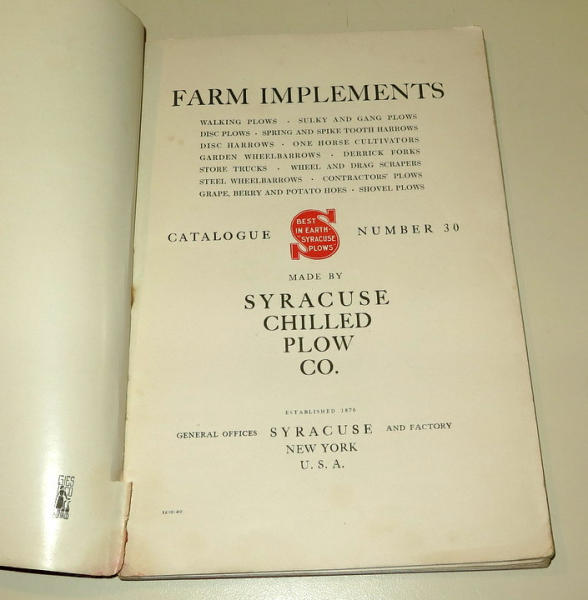 FARM IMPLEMENTS
WALKING PLOWS · SULKY AND GANG PLOWS
DISC PLOWS · SPRING AND SPIKE TOOTH HARROWS
DISC HARROWS · ONE HORSE CULTIVATORS
GARDEN WHEELBARROWS · DERRICK FORKS
STORE TRUCKS · WHEEL AND DRAG SCRAPERS
STEEL WHEELBARROWS · CONTRACTORS' PLOWS
GRAPE, BERRY AND POTATO HOES · SHOVEL PLOWS
BEST
IN EARTH-
"SYRACUSE
PLOWS"
CATALOGUE NUMBER 30
MADE BY
SYRACUSE
CHILLED
PLOW
CO.
ESTABLISHED 1876
GENERAL OFFICES SYRACUSE AND FACTORY
NEW YORK
U. S. A.